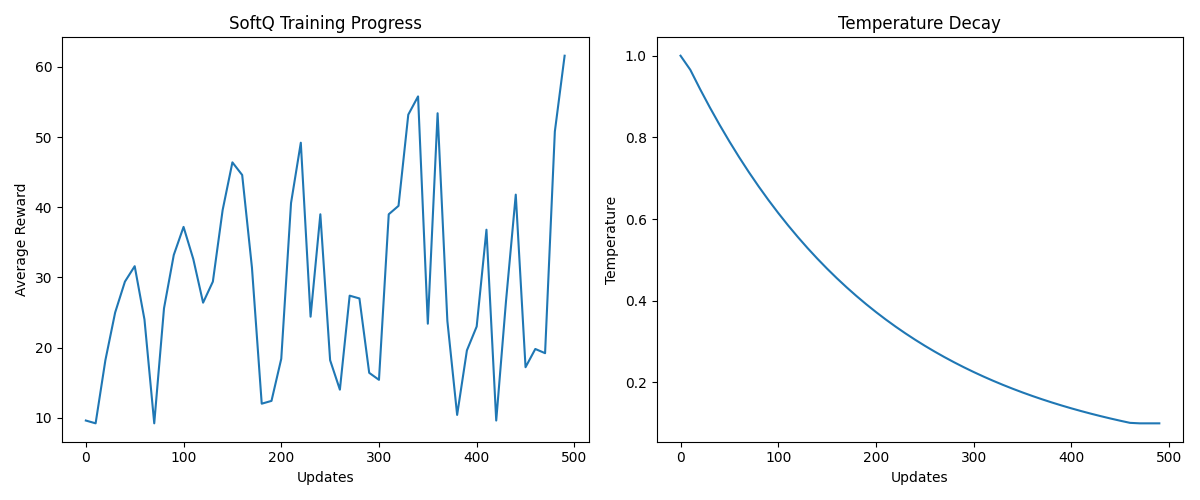 SoftQ Training Progress
60
50
40
30
20
10
Average Reward
0 100 200 300 400 500
Updates
Temperature Decay
1.0
0.8
0.6
0.4
0.2
Temperature
0 100 200 300 400 500
Updates